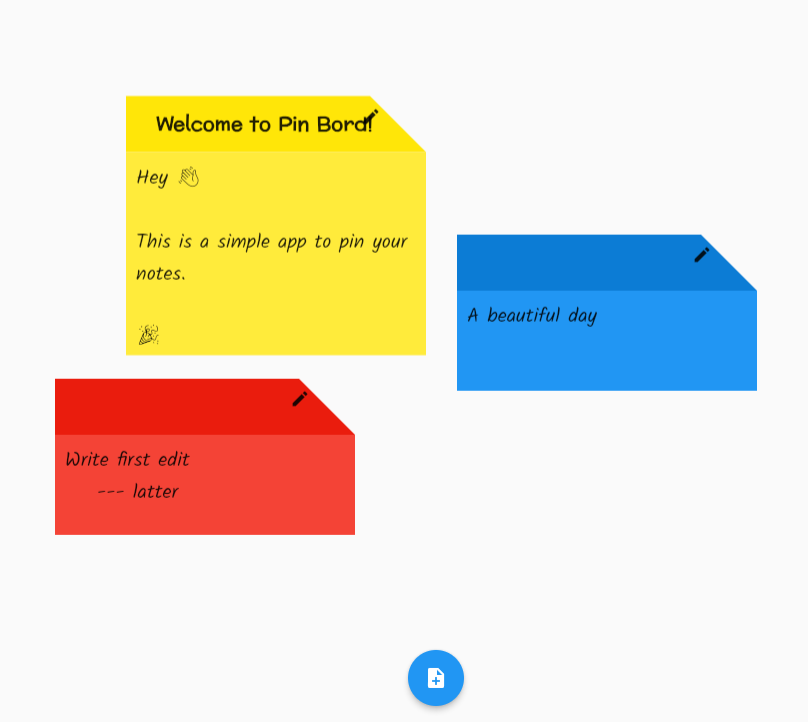 Welcome to Pin Bord!
Hey 👋
This is a simple app to pin your
notes.
🎉
A beautiful day
Write first edit
--- latter